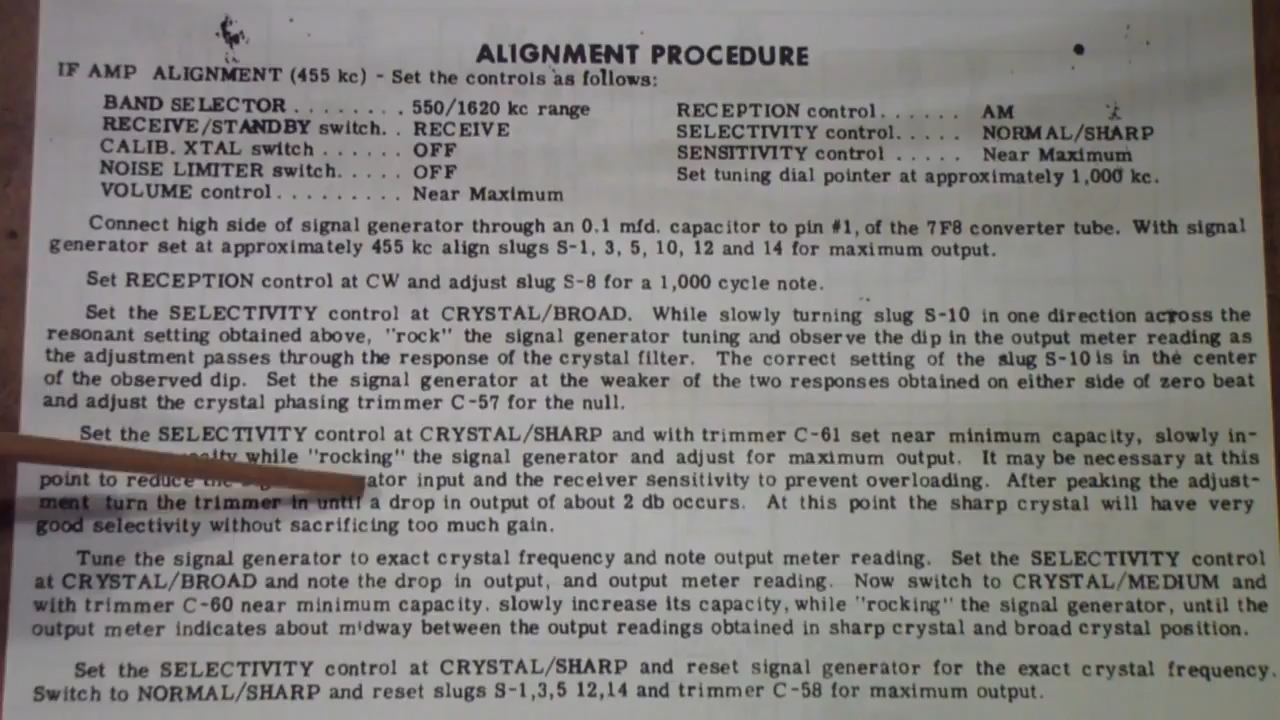 ALIGNMENT PROCEDURE
IF AMP ALIGNMENT (455 kc) - Set the controls as follows:
BAND SELECTOR . . . . . . . . 550/1620 kc range
RECEIVE/STANDBY switch. . RECEIVE
CALIB. XTAL switch . . . . . . OFF
NOISE LIMITER switch. . . . . OFF
VOLUME control . . . . . . . . . Near Maximum
RECEPTION control. . . . . . AM
SELECTIVITY control. . . . . NORMAL/SHARP
SENSITIVITY control . . . . . Near Maximum
Set tuning dial pointer at approximately 1,000 kc.
Connect high side of signal generator through an 0.1 mfd. capacitor to pin #1, of the 7F8 converter tube. With signal
generator set at approximately 455 kc align slugs S-1, 3, 5, 10, 12 and 14 for maximum output.
Set RECEPTION control at CW and adjust slug S-8 for a 1,000 cycle note.
Set the SELECTIVITY control at CRYSTAL/BROAD. While slowly turning slug S-10 in one direction across the
resonant setting obtained above, "rock" the signal generator tuning and observe the dip in the output meter reading as
the adjustment passes through the response of the crystal filter. The correct setting of the slug S-10 is in the center
of the observed dip. Set the signal generator at the weaker of the two responses obtained on either side of zero beat
and adjust the crystal phasing trimmer C-57 for the null.
Set the SELECTIVITY control at CRYSTAL/SHARP and with trimmer C-61 set near minimum capacity, slowly in-
while "rocking" the signal generator and adjust for maximum output. It may be necessary at this
point to reduce the input and the receiver sensitivity to prevent overloading. After peaking the adjust-
ment turn the trimmer in until a drop in output of about 2 db occurs. At this point the sharp crystal will have very
good selectivity without sacrificing too much gain.
Tune the signal generator to exact crystal frequency and note output meter reading. Set the SELECTIVITY control
at CRYSTAL/BROAD and note the drop in output, and output meter reading. Now switch to CRYSTAL/MEDIUM and
with trimmer C-60 near minimum capacity. slowly increase its capacity, while "rocking" the signal generator, until the
output meter indicates about midway between the output readings obtained in sharp crystal and broad crystal position.
Set the SELECTIVITY control at CRYSTAL/SHARP and reset signal generator for the exact crystal frequency.
Switch to NORMAL/SHARP and reset slugs S-1,3,5 12,14 and trimmer C-58 for maximum output.